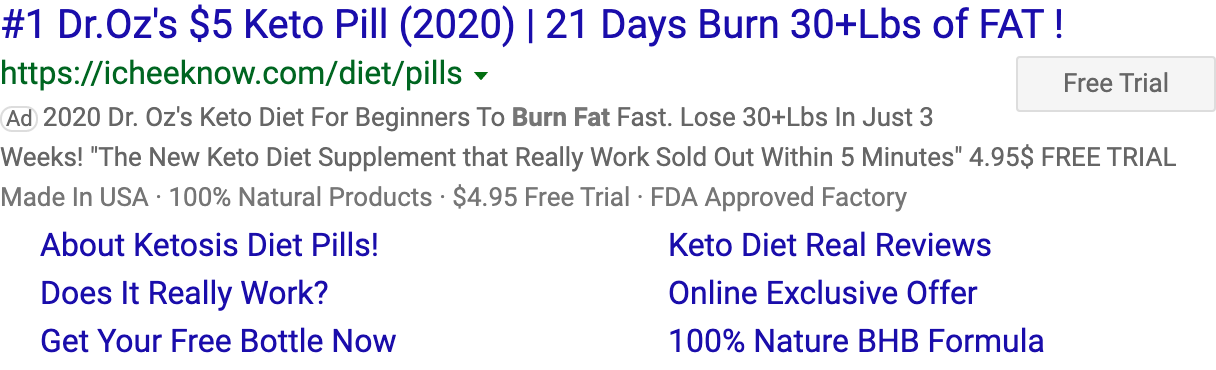 #1 Dr.Oz's $5 Keto Pill (2020) | 21 Days Burn 30+Lbs of FAT !
https://icheeknow.com/diet/pills
Free Trial
Ad 2020 Dr. Oz's Keto Diet For Beginners To Burn Fat Fast. Lose 30+Lbs In Just 3
Weeks! "The New Keto Diet Supplement that Really Work Sold Out Within 5 Minutes" 4.95$ FREE TRIAL
Made In USA · 100% Natural Products · $4.95 Free Trial · FDA Approved Factory
About Ketosis Diet Pills!
Keto Diet Real Reviews
Does It Really Work?
Online Exclusive Offer
Get Your Free Bottle Now
100% Nature BHB Formula